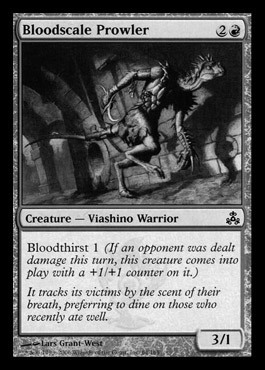 Bloodscale Prowler 2
Creature — Viashino Warrior
Bloodthirst 1 (If an opponent was dealt
damage this turn, this creature comes into
play with a +1/+1 counter on it.)
It tracks its victims by the scent of their
breath, preferring to dine on those who
recently ate well.
3/1
Lars Grant-West